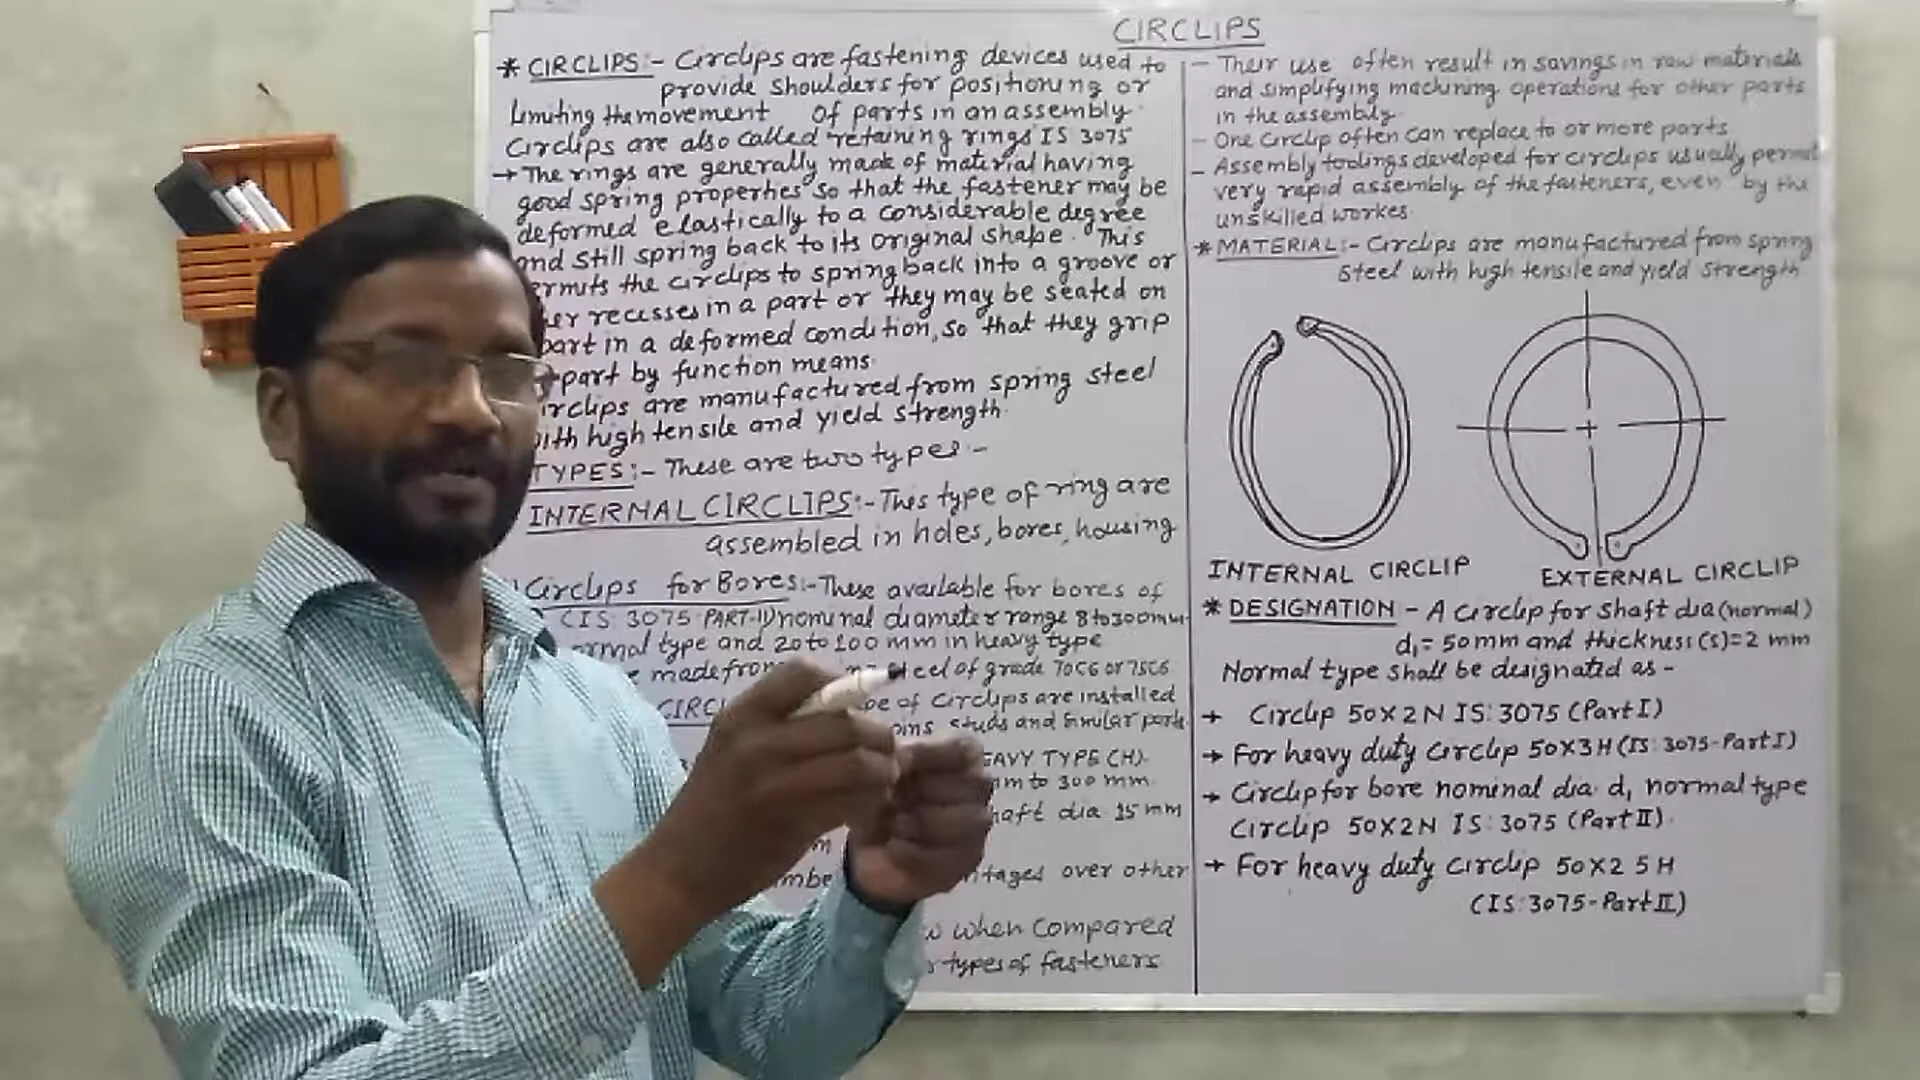 CIRCLIPS
* CIRCLIPS:- Circlips are fastening devices used to
provide shoulders for positioning or
limiting the movement of parts in an assembly.
Circlips are also called "retaining rings IS 3075"
→ The rings are generally made of material having
good spring properties so that the fastener may be
deformed elastically to a considerable degree
and still spring back to its original shape. This
ermits the circlips to spring back into a groove or
er recesses in a part or they may be seated on
part in a deformed condition, so that they grip
part by function means.
irclips are manufactured from spring steel
ith high tensile and yield strength.
TYPES:- These are two types:-
INTERNAL CIRCLIPS:- This type of ring are
assembled in holes, bores, housing
Circlips for Bores:- These available for bores of
(IS 3075 PART-II) nominal diameter range 8 to 300mm
ormal type and 20 to 100 mm in heavy type
made from steel of grade 70C6 or 75C6
CIRCL pe of circlips are installed
pins studs and similar parts
EAVY TYPE (H).
m to 300 mm.
haft dia 15 mm
m
mbe ntages over other
w when compared
r types of fasteners
- Their use often result in savings in raw materials
and simplifying machining operations for other parts
in the assembly.
- One circlip often can replace to or more parts
- Assembly toolings developed for circlips usually permit
very rapid assembly of the fasteners, even by the
unskilled workes.
* MATERIAL:- Circlips are manufactured from spring
steel with high tensile and yield strength
INTERNAL CIRCLIP
EXTERNAL CIRCLIP
* DESIGNATION - A circlip for shaft dia (normal)
d₁= 50mm and thickness (s)=2 mm
Normal type shall be designated as -
→ Circlip 50X2N IS:3075 (Part I)
→ For heavy duty circlip 50X3H (IS:3075-Part I)
→ Circlip for bore nominal dia d₁ normal type
Circlip 50X2N IS:3075 (Part II).
→ For heavy duty circlip 50X2 5H
(IS:3075-Part II)